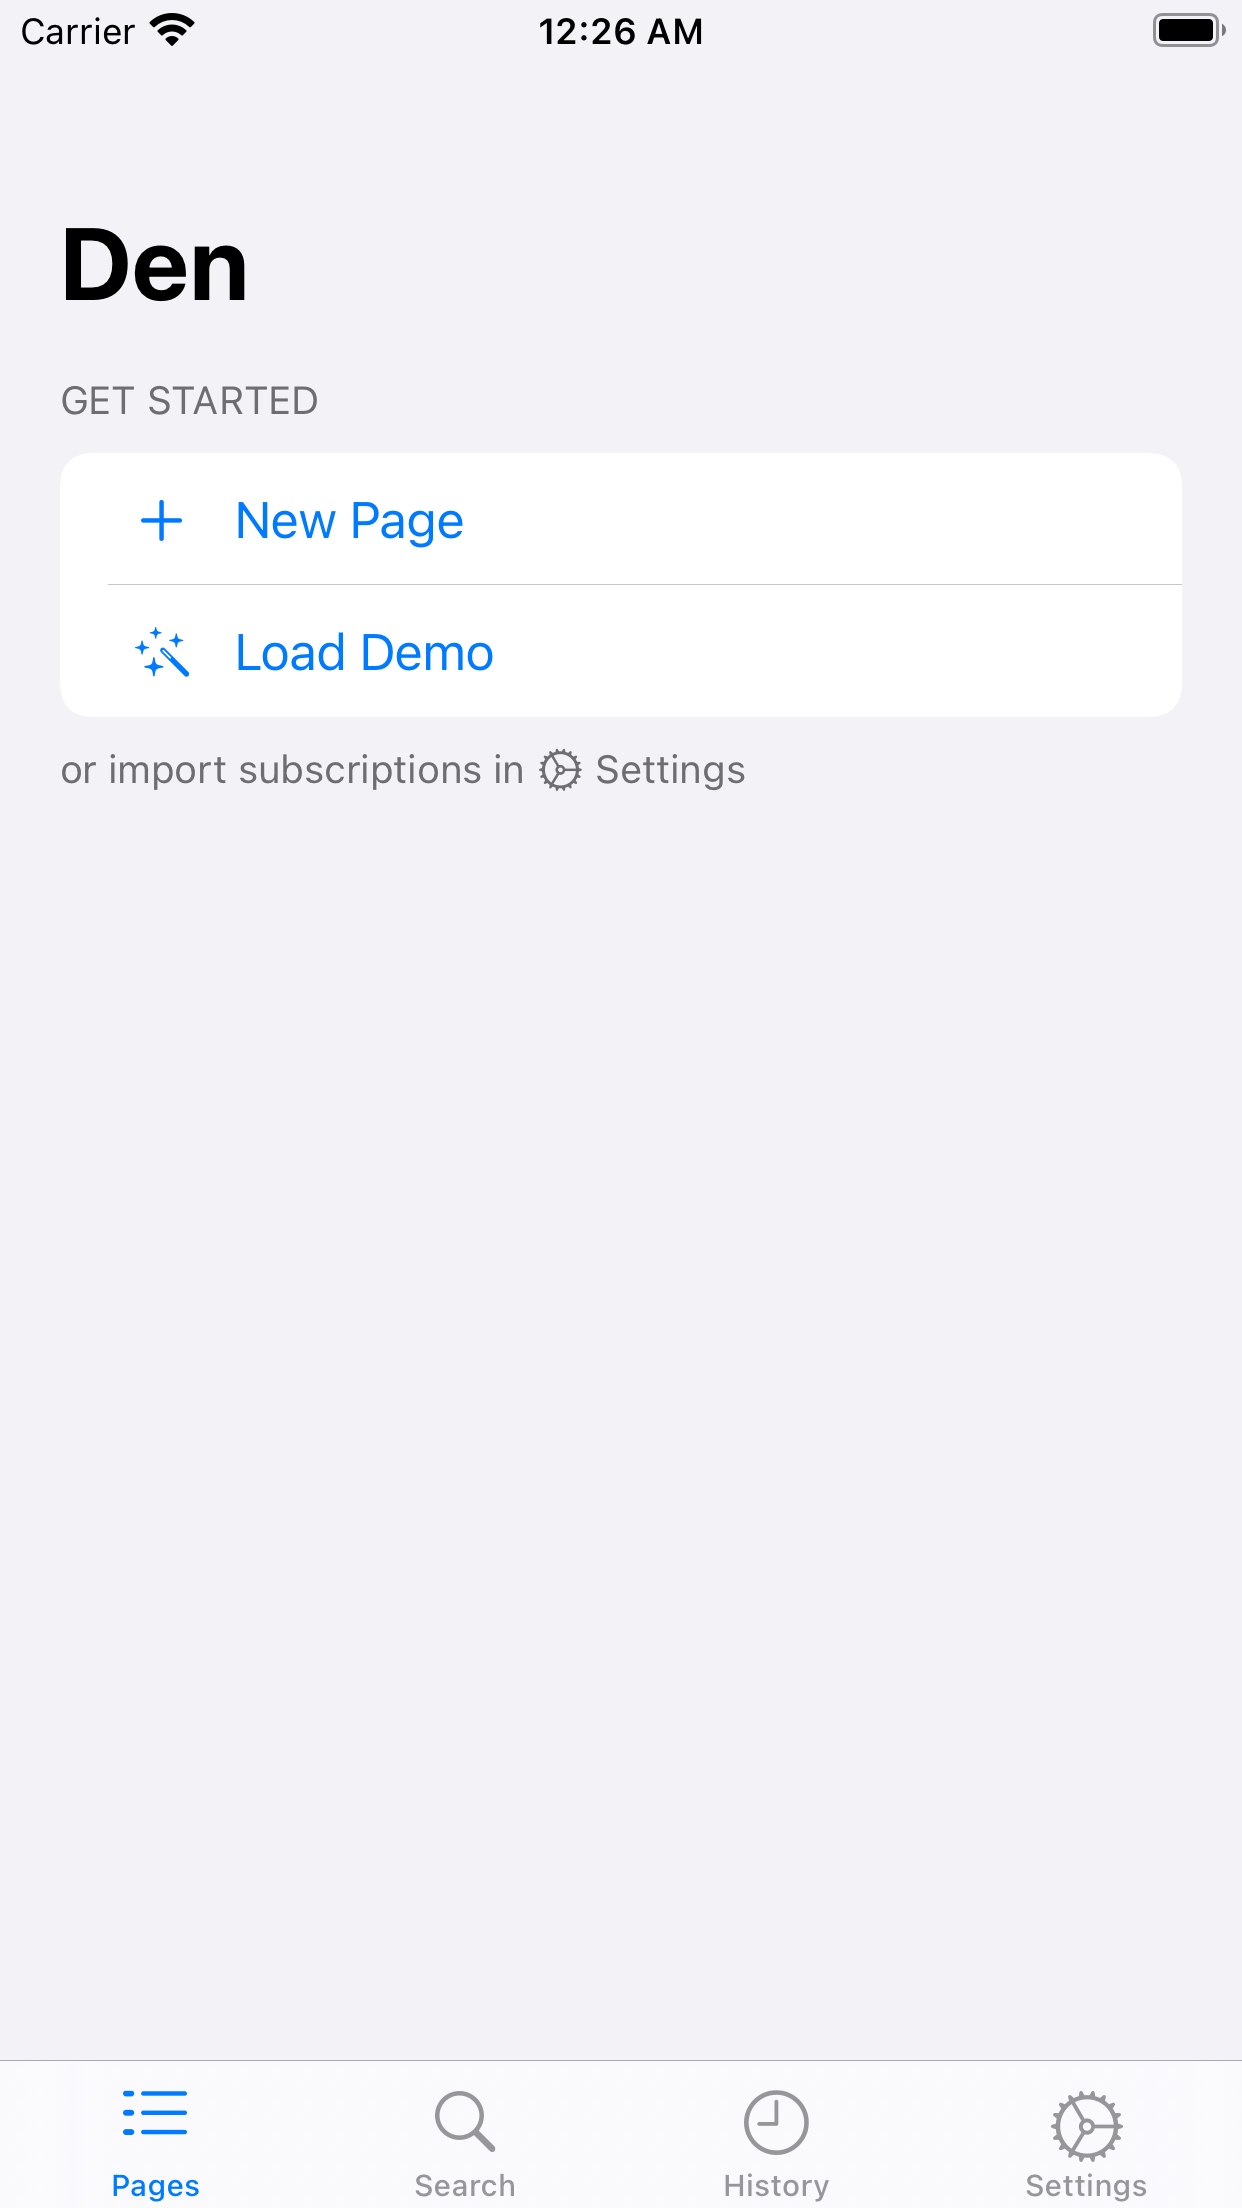 Carrier 12:26 AM
Den
GET STARTED
New Page
Load Demo
or import subscriptions in Settings
Pages Search History Settings